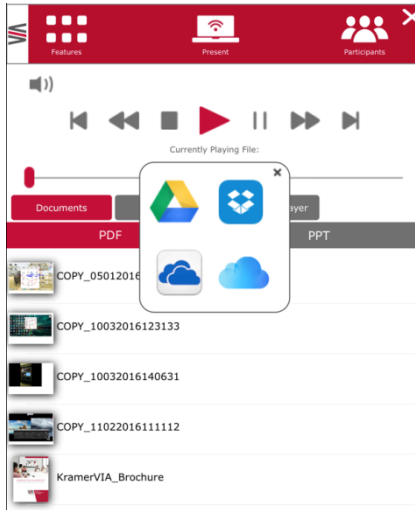 Features
Present
Participants
Currently Playing File:
Documents
ayer
PDF
PPT
COPY_05012016
COPY_10032016123133
COPY_10032016140631
COPY_11022016111112
KramerVIA_Brochure